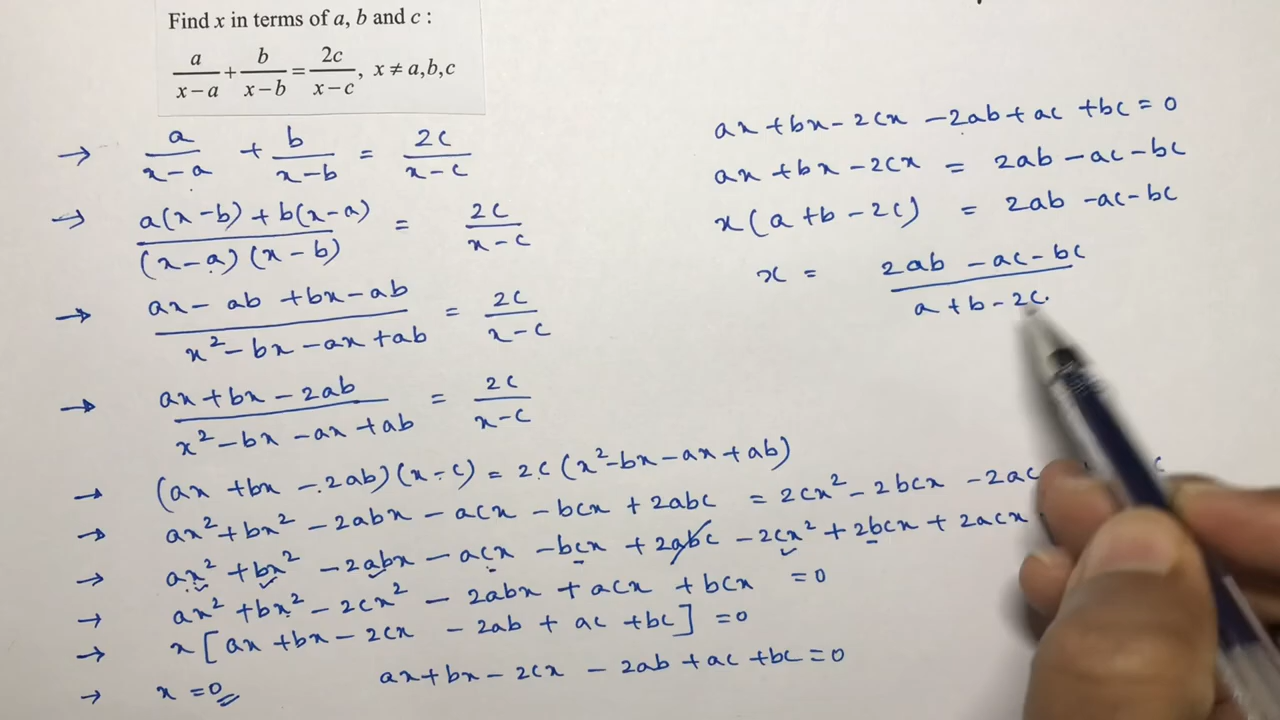 Find x in terms of a, b and c :
a/(x−a) + b/(x−b) = 2c/(x−c), x ≠ a,b,c
→ a/(x−a) + b/(x−b) = 2c/(x−c)
→ (a(x−b)+b(x−a))/((x−a)(x−b)) = 2c/(x−c)
→ (ax− ab +bx−ab)/(x²−bx−ax+ab) = 2c/(x−c)
→ (ax+bx−2ab)/(x²−bx−ax+ab) = 2c/(x−c)
→ (ax+bx−2ab)(x−c) = 2c(x²−bx−ax+ab)
→ ax²+bx²−2abx−acx−bcx+2abc = 2cx²−2bcx−2ac
→ ax²+bx²−2abx−acx−bcx+2abc−2cx²+2bcx+2acx
→ ax²+bx²−2cx²−2abx+acx+bcx =0
→ x[ax+bx−2cx−2ab+ac+bc]=0
→ x=0 ax+bx−2cx−2ab+ac+bc=0
ax+bx−2cx−2ab+ac+bc=0
ax+bx−2cx = 2ab−ac−bc
x(a+b−2c) = 2ab−ac−bc
x = (2ab−ac−bc)/(a+b−2c)